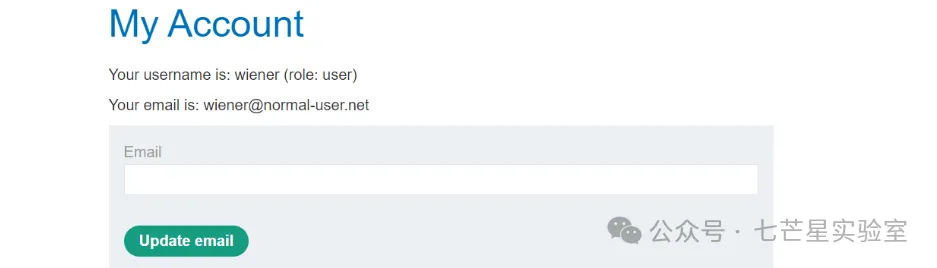 My Account
Your username is: wiener (role: user)
Your email is: wiener@normal-user.net
Email
Update email
公众号 · 七芒星实验室